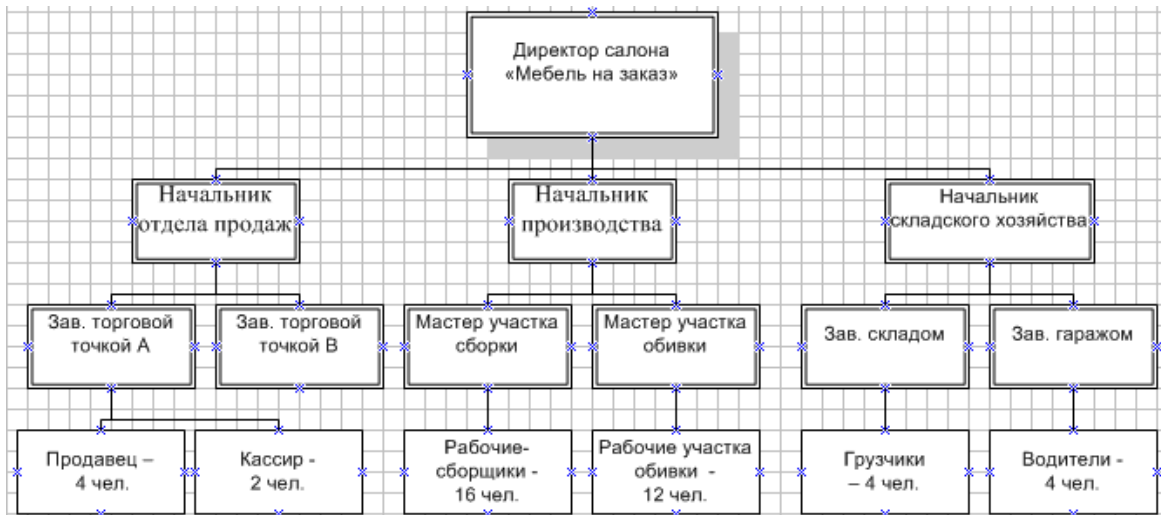 Директор салона
«Мебель на заказ»
Начальник
отдела продаж
Начальник
производства
Начальник
складского хозяйства
Зав. торговой
точкой А
Зав. торговой
точкой В
Мастер участка
сборки
Мастер участка
обивки
Зав. складом
Зав. гаражом
Продавец –
4 чел.
Кассир -
2 чел.
Рабочие-
сборщики -
16 чел.
Рабочие участка
обивки -
12 чел.
Грузчики
– 4 чел.
Водители -
4 чел.